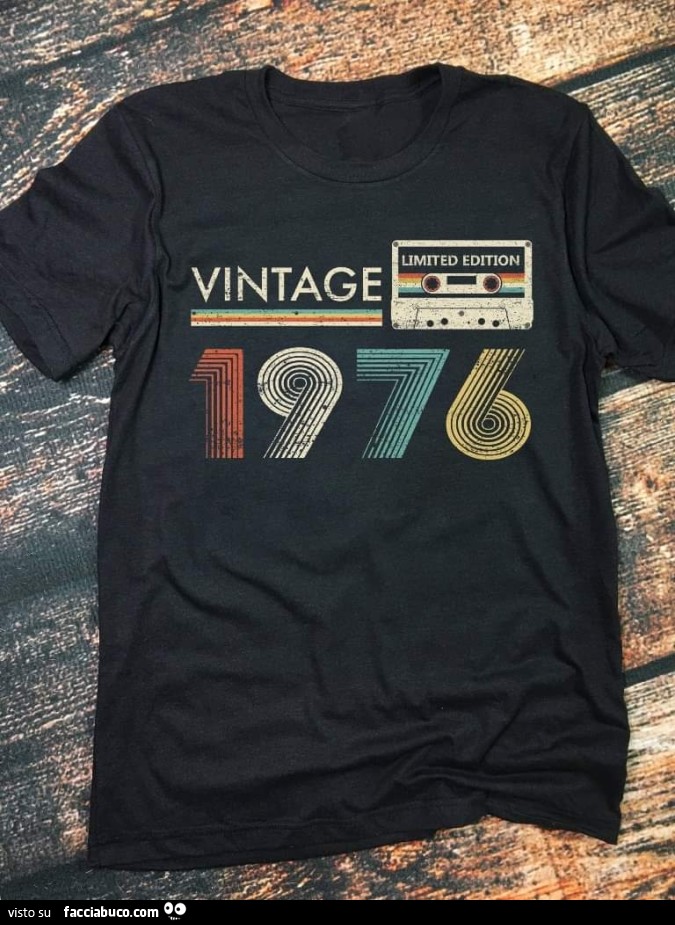 VINTAGE
LIMITED EDITION
1976
visto su facciabuco.com